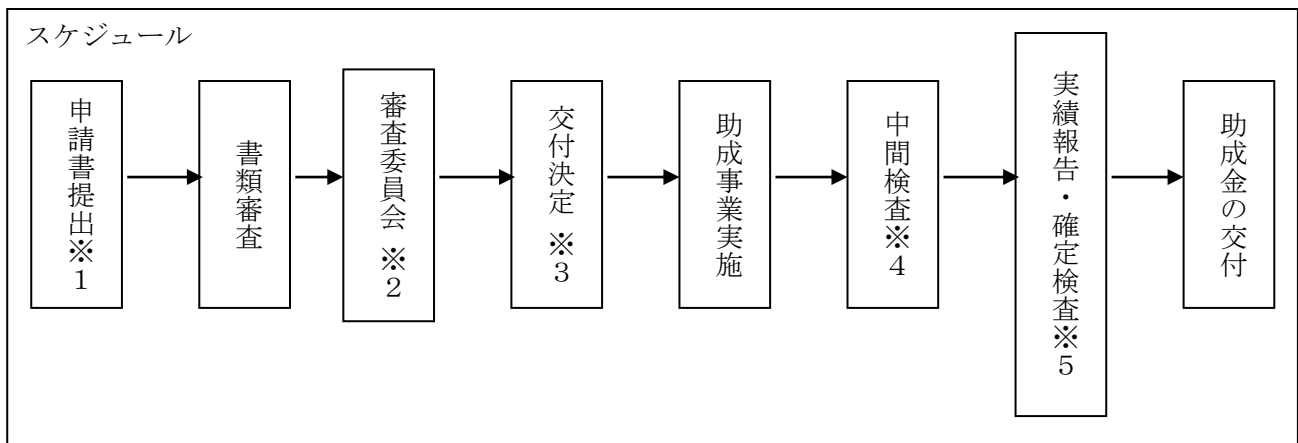 スケジュール
申請書提出※1
書類審査
審査委員会 ※2
交付決定 ※3
助成事業実施
中間検査※4
実績報告・確定検査※5
助成金の交付